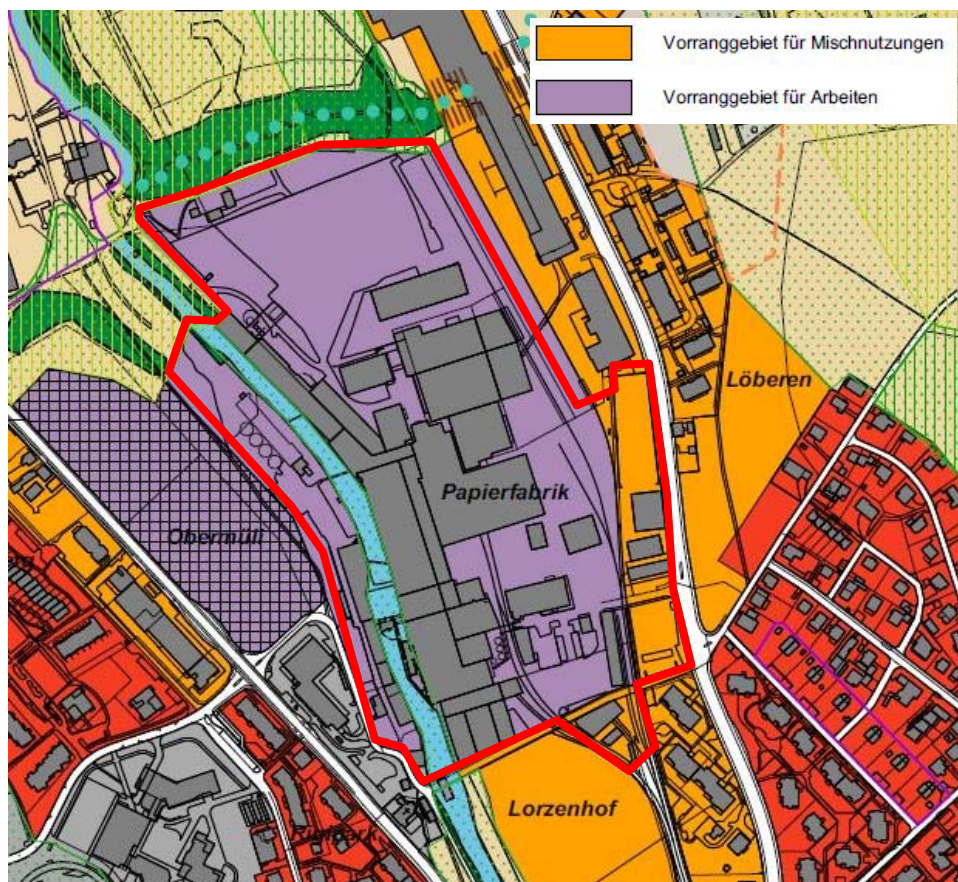 Vorranggebiet für Mischnutzungen
Vorranggebiet für Arbeiten
Löberen
Papierfabrik
Obermüli
Lorzenhof